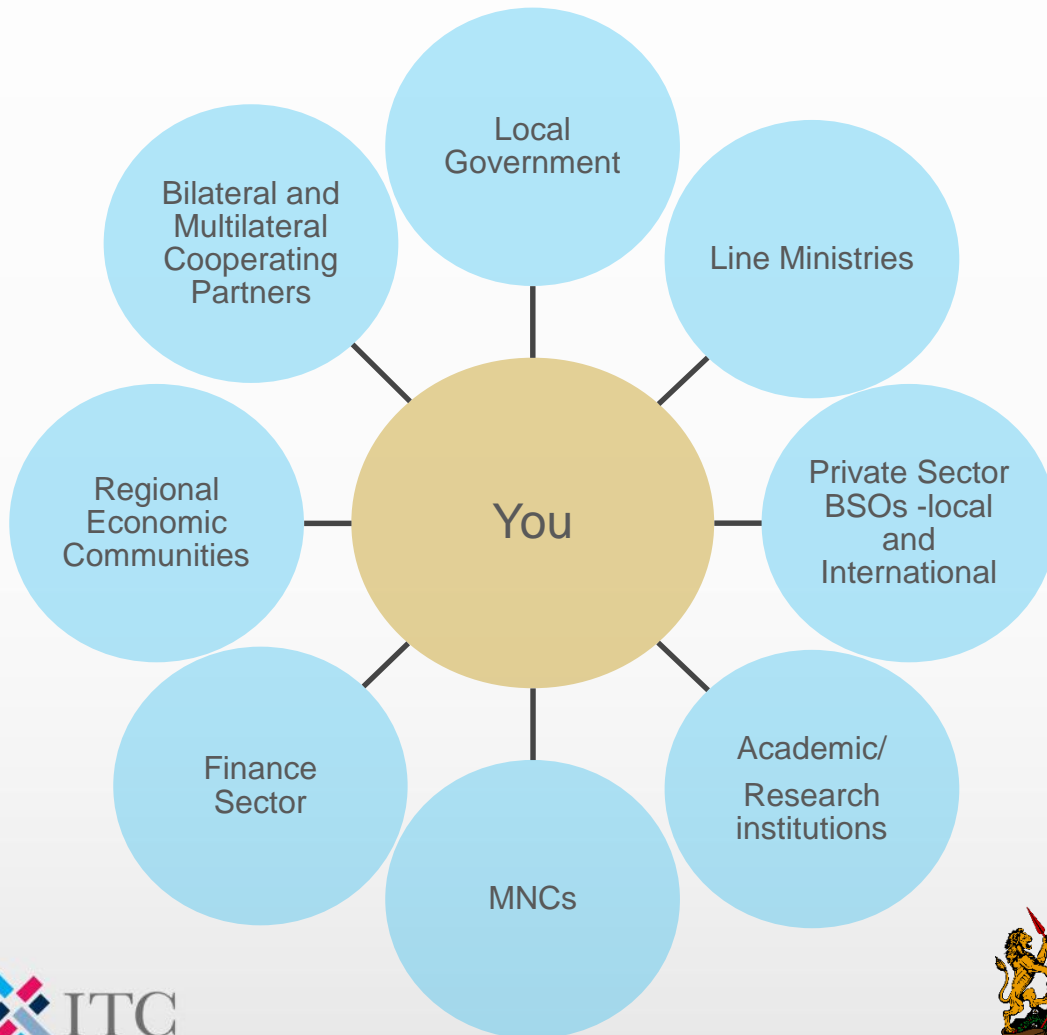 Local
Government
Bilateral and
Multilateral
Cooperating
Partners
Line Ministries
Regional
Economic
Communities
You
Private Sector
BSOs -local
and
International
Finance
Sector
Academic/
Research
institutions
MNCs
ITC